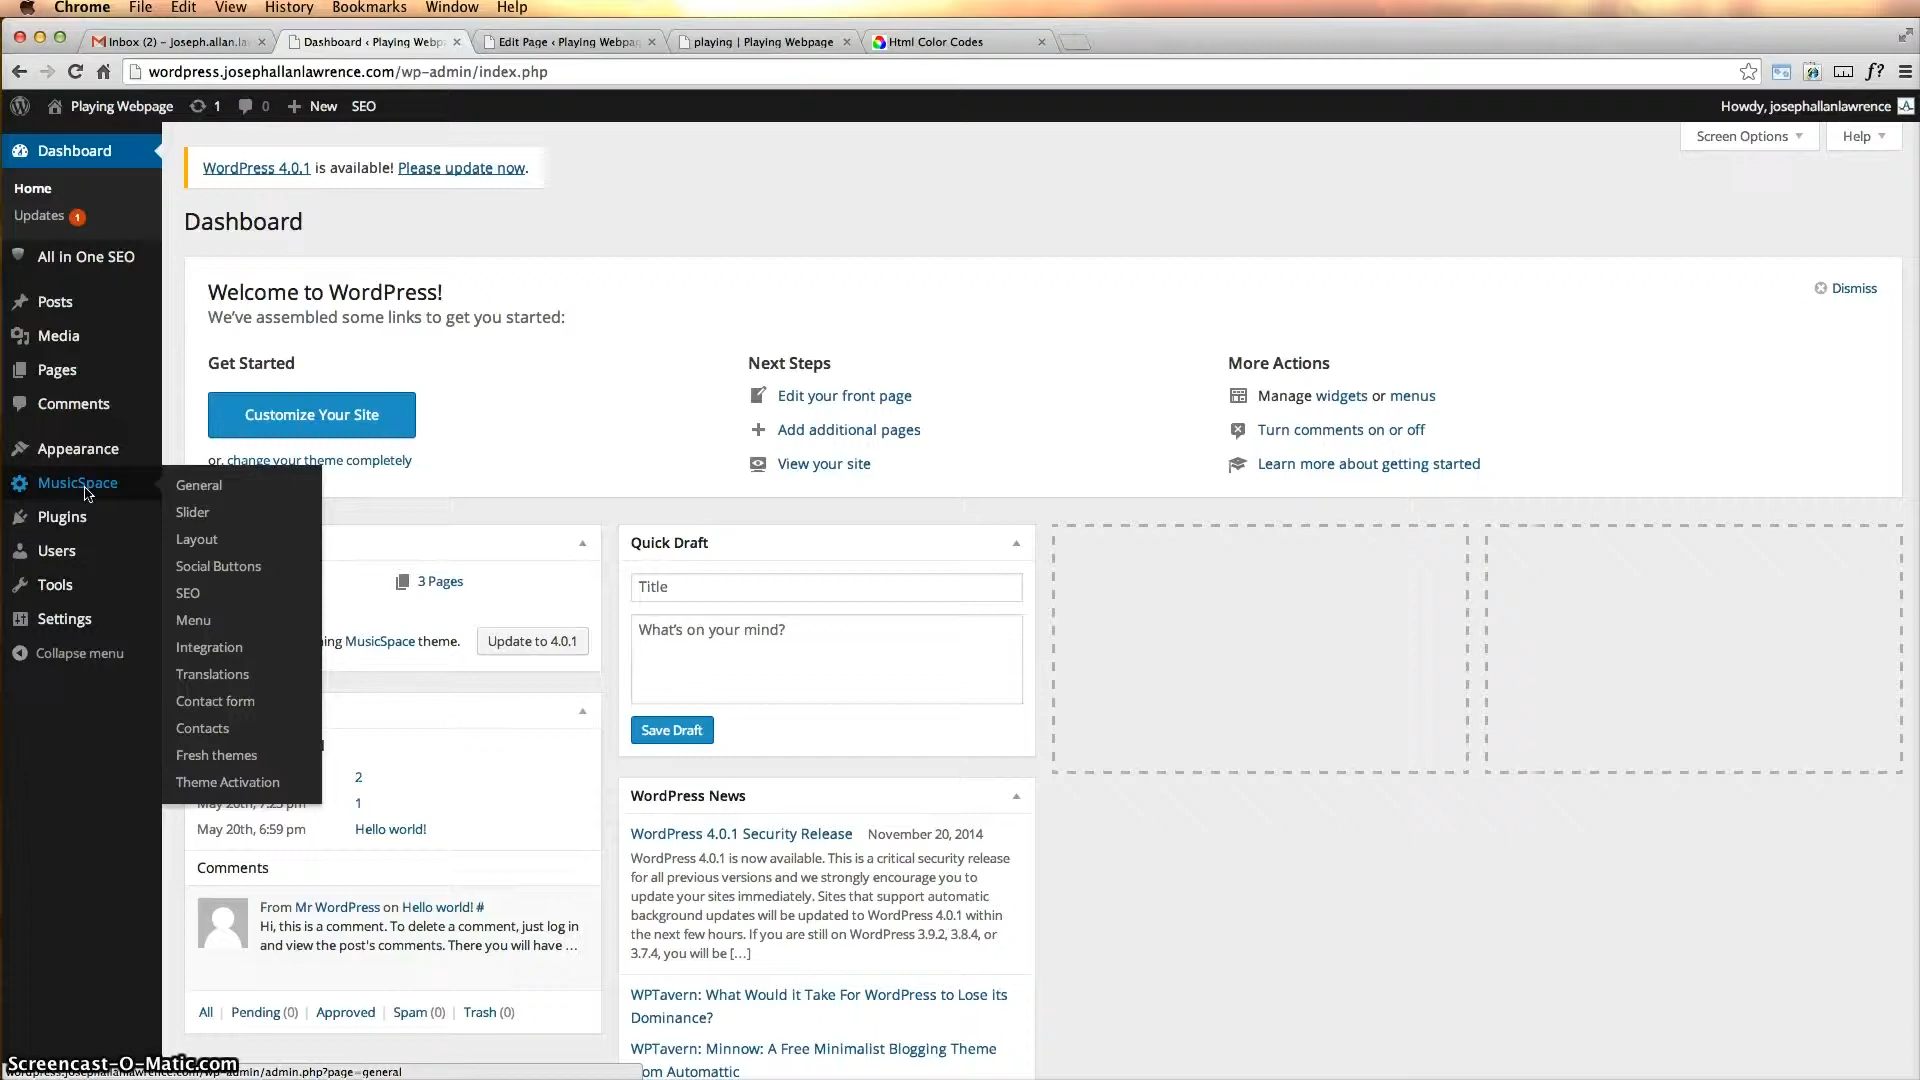 Chrome File Edit View History Bookmarks Window Help
Inbox (2) – joseph.allan.la
Dashboard ‹ Playing Webp
Edit Page ‹ Playing Webpa
playing | Playing Webpage
Html Color Codes
wordpress.josephallanlawrence.com/wp-admin/index.php
f?
Playing Webpage 1 0 New SEO
Howdy, josephallanlawrence
Screen Options
Help
Dashboard
Home
Updates 1
All in One SEO
Posts
Media
Pages
Comments
Appearance
MusicSpace
Plugins
Users
Tools
Settings
Collapse menu
General
Slider
Layout
Social Buttons
SEO
Menu
Integration
Translations
Contact form
Contacts
Fresh themes
Theme Activation
WordPress 4.0.1 is available! Please update now.
Dashboard
Welcome to WordPress!
Dismiss
We've assembled some links to get you started:
Get Started
Customize Your Site
or, change your theme completely
Next Steps
Edit your front page
Add additional pages
View your site
More Actions
Manage widgets or menus
Turn comments on or off
Learn more about getting started
3 Pages
MusicSpace theme.
Update to 4.0.1
2
May 20th, 7:25 pm 1
May 20th, 6:59 pm Hello world!
Comments
From Mr WordPress on Hello world! #
Hi, this is a comment. To delete a comment, just log in
and view the post's comments. There you will have …
All | Pending (0) | Approved | Spam (0) | Trash (0)
Quick Draft
Title
What's on your mind?
Save Draft
WordPress News
WordPress 4.0.1 Security Release November 20, 2014
WordPress 4.0.1 is now available. This is a critical security release
for all previous versions and we strongly encourage you to
update your sites immediately. Sites that support automatic
background updates will be updated to WordPress 4.0.1 within
the next few hours. If you are still on WordPress 3.9.2, 3.8.4, or
3.7.4, you will be […]
WPTavern: What Would it Take For WordPress to Lose its
Dominance?
WPTavern: Minnow: A Free Minimalist Blogging Theme
om Automattic
Screencast-O-Matic.com
wordpress.josephallanlawrence.com/wp-admin/admin.php?page=general